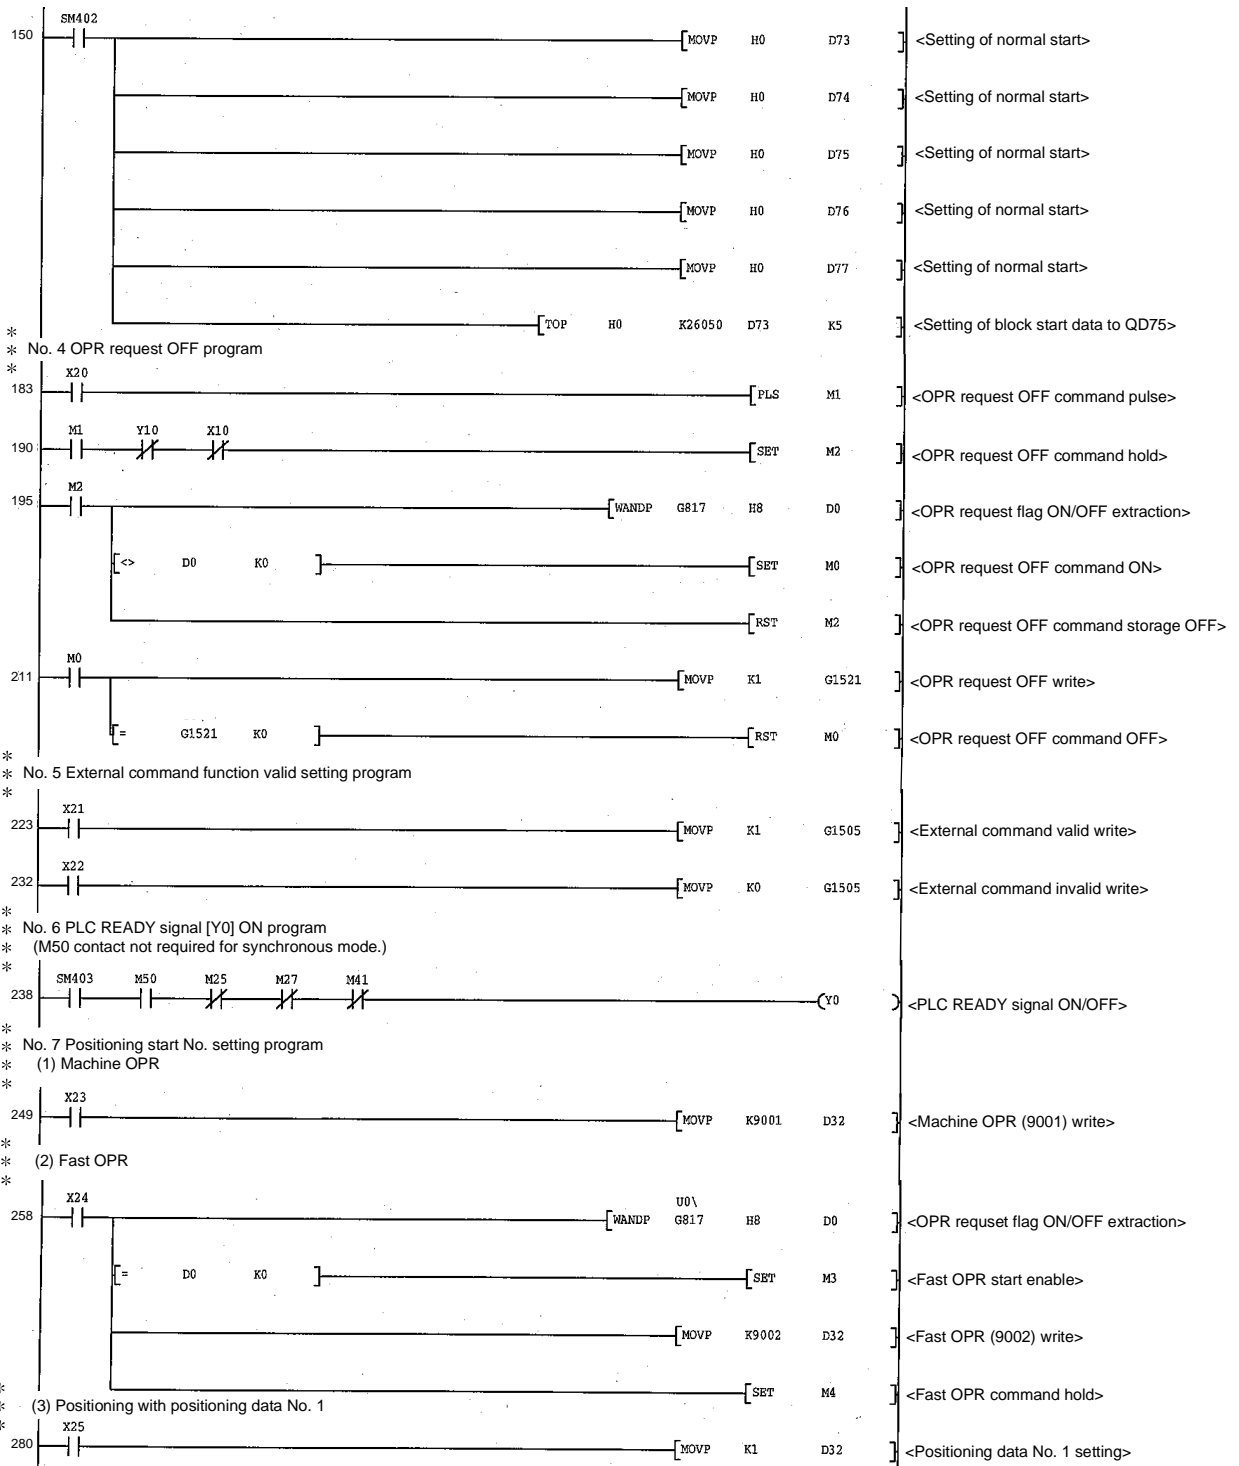 SM402
150 MOVP H0 D73 <Setting of normal start>
MOVP H0 D74 <Setting of normal start>
MOVP H0 D75 <Setting of normal start>
MOVP H0 D76 <Setting of normal start>
MOVP H0 D77 <Setting of normal start>
TOP H0 K26050 D73 K5 <Setting of block start data to QD75>
*
* No. 4 OPR request OFF program
*
X20
183 PLS M1 <OPR request OFF command pulse>
M1 Y10 X10
190 SET M2 <OPR request OFF command hold>
M2
195 WANDP G817 H8 D0 <OPR request flag ON/OFF extraction>
<> D0 K0 SET M0 <OPR request OFF command ON>
RST M2 <OPR request OFF command storage OFF>
M0
211 MOVP K1 G1521 <OPR request OFF write>
= G1521 K0 RST M0 <OPR request OFF command OFF>
*
* No. 5 External command function valid setting program
*
X21
223 MOVP K1 G1505 <External command valid write>
X22
232 MOVP K0 G1505 <External command invalid write>
*
* No. 6 PLC READY signal [Y0] ON program
* (M50 contact not required for synchronous mode.)
*
SM403 M50 M25 M27 M41
238 Y0 <PLC READY signal ON/OFF>
*
* No. 7 Positioning start No. setting program
* (1) Machine OPR
*
X23
249 MOVP K9001 D32 <Machine OPR (9001) write>
*
* (2) Fast OPR
*
X24 U0\
258 WANDP G817 H8 D0 <OPR requset flag ON/OFF extraction>
= D0 K0 SET M3 <Fast OPR start enable>
MOVP K9002 D32 <Fast OPR (9002) write>
SET M4 <Fast OPR command hold>
*
* (3) Positioning with positioning data No. 1
*
X25
280 MOVP K1 D32 <Positioning data No. 1 setting>